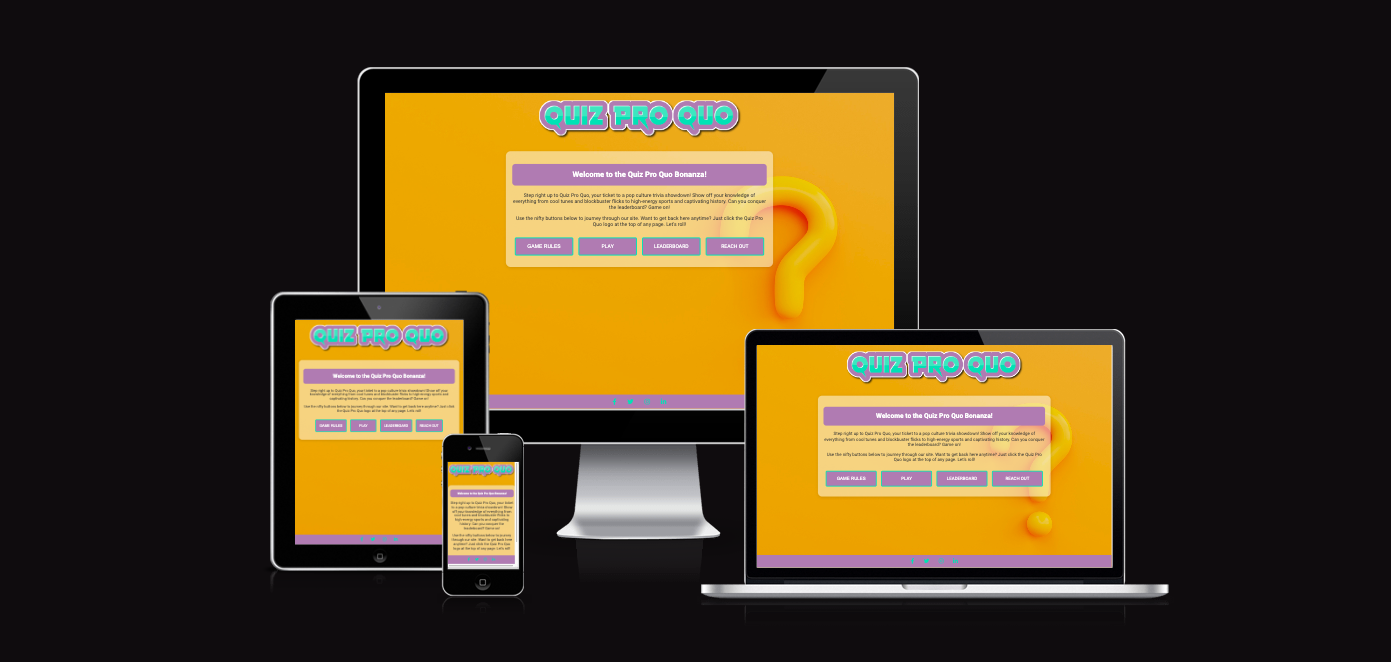 QUIZ PRO QUO
Welcome to the Quiz Pro Quo Bonanza!
Step right up to Quiz Pro Quo, your ticket to a pop culture trivia showdown! Show off your knowledge of
everything from cool tunes and blockbuster flicks to high-energy sports and captivating history. Can you conquer
the leaderboard? Game on!
Use the nifty buttons below to journey through our site. Want to get back here anytime? Just click the Quiz Pro
Quo logo at the top of any page. Let's roll!
GAME RULES PLAY LEADERBOARD REACH OUT
QUIZ PRO QUO
Welcome to the Quiz Pro Quo Bonanza!
Step right up to Quiz Pro Quo, your ticket to a pop culture trivia showdown! Show off your
knowledge of everything from cool tunes and blockbuster flicks to high-energy sports and
captivating history. Can you conquer the leaderboard? Game on!
Use the nifty buttons below to journey through our site. Want to get back here anytime? Just click
the Quiz Pro Quo logo at the top of any page. Let's roll!
GAME RULES PLAY LEADERBOARD REACH OUT
QUIZ PRO QUO
Welcome to the Quiz Pro Quo Bonanza!
Step right up to Quiz Pro Quo, your ticket
to a pop culture trivia showdown! Show
off your knowledge of everything from
cool tunes and blockbuster flicks to
high-energy sports and captivating
history. Can you conquer the
leaderboard? Game on!
Use the nifty buttons below to journey
through our site. Want to get back here
anytime? Just click the Quiz Pro Quo
logo at the top of any page. Let's roll!
QUIZ PRO QUO
Welcome to the Quiz Pro Quo Bonanza!
Step right up to Quiz Pro Quo, your ticket to a pop culture trivia showdown! Show off your knowledge of
everything from cool tunes and blockbuster flicks to high-energy sports and captivating history. Can you conquer
the leaderboard? Game on!
Use the nifty buttons below to journey through our site. Want to get back here anytime? Just click the Quiz Pro
Quo logo at the top of any page. Let's roll!
GAME RULES PLAY LEADERBOARD REACH OUT